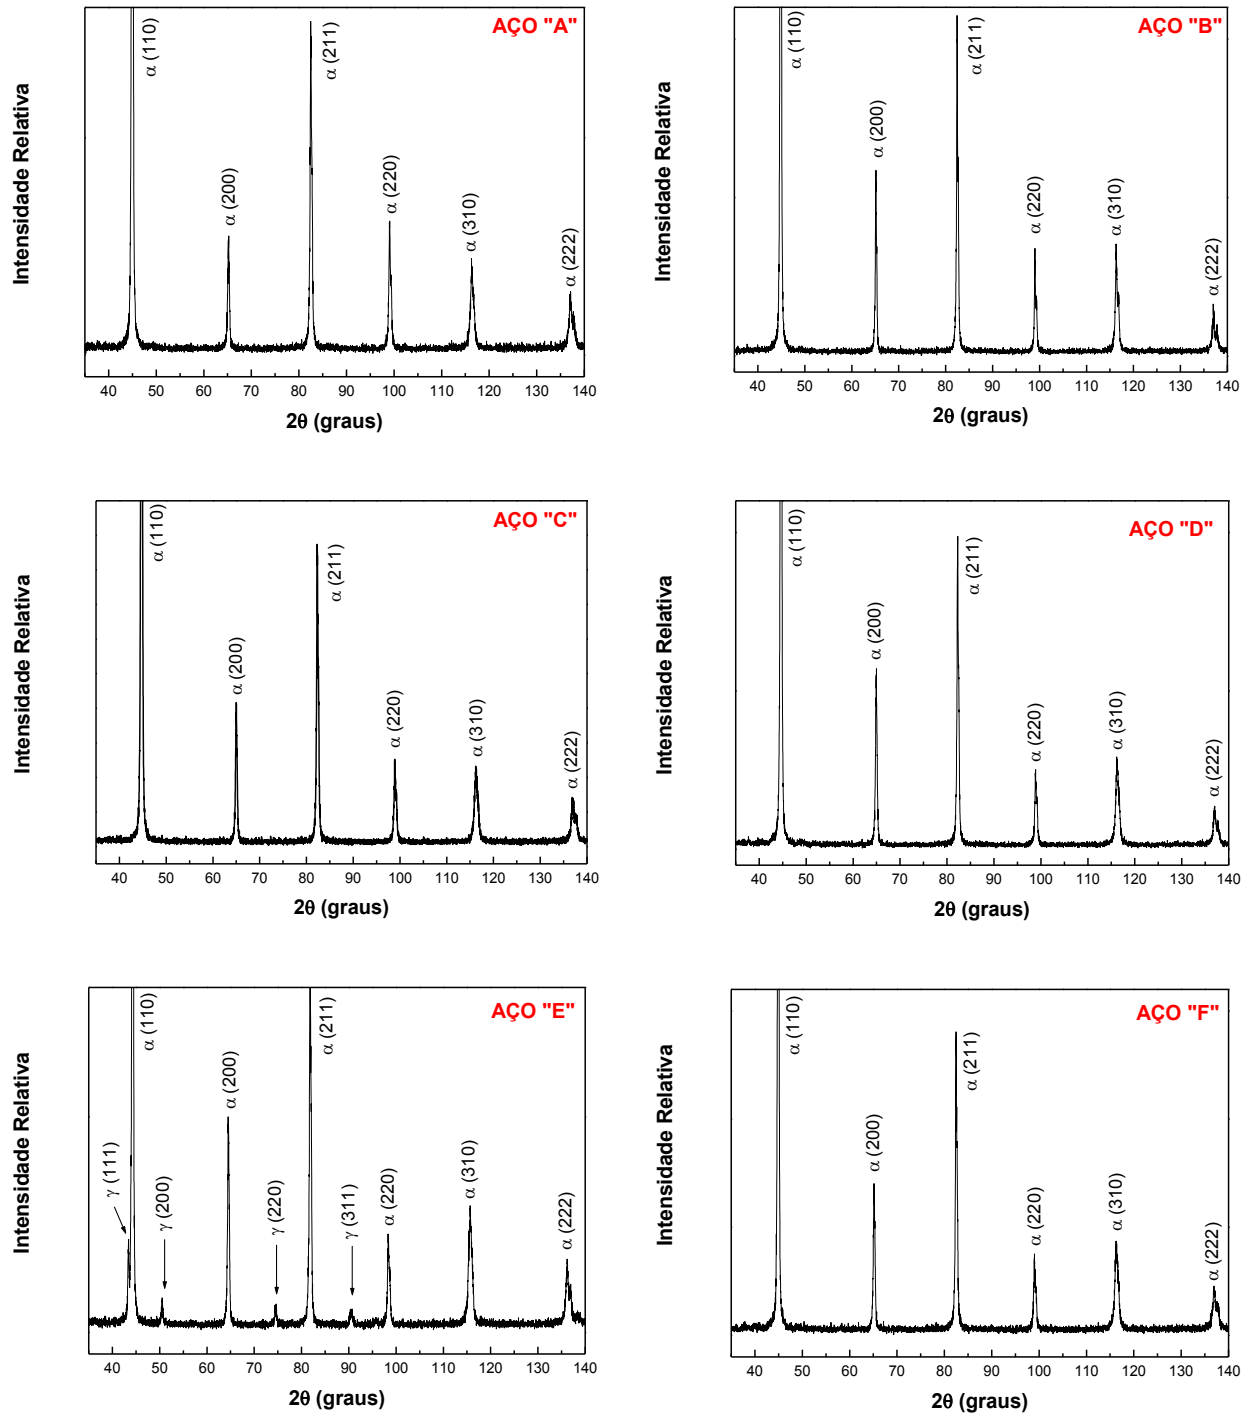 AÇO "A"
Intensidade Relativa
α (110)
α (200)
α (211)
α (220)
α (310)
α (222)
40 50 60 70 80 90 100 110 120 130 140
2θ (graus)
AÇO "B"
Intensidade Relativa
α (110)
α (200)
α (211)
α (220)
α (310)
α (222)
40 50 60 70 80 90 100 110 120 130 140
2θ (graus)
AÇO "C"
Intensidade Relativa
α (110)
α (200)
α (211)
α (220)
α (310)
α (222)
40 50 60 70 80 90 100 110 120 130 140
2θ (graus)
AÇO "D"
Intensidade Relativa
α (110)
α (200)
α (211)
α (220)
α (310)
α (222)
40 50 60 70 80 90 100 110 120 130 140
2θ (graus)
AÇO "E"
Intensidade Relativa
γ (111)
α (110)
γ (200)
α (200)
γ (220)
α (211)
γ (311)
α (220)
α (310)
α (222)
40 50 60 70 80 90 100 110 120 130 140
2θ (graus)
AÇO "F"
Intensidade Relativa
α (110)
α (200)
α (211)
α (220)
α (310)
α (222)
40 50 60 70 80 90 100 110 120 130 140
2θ (graus)